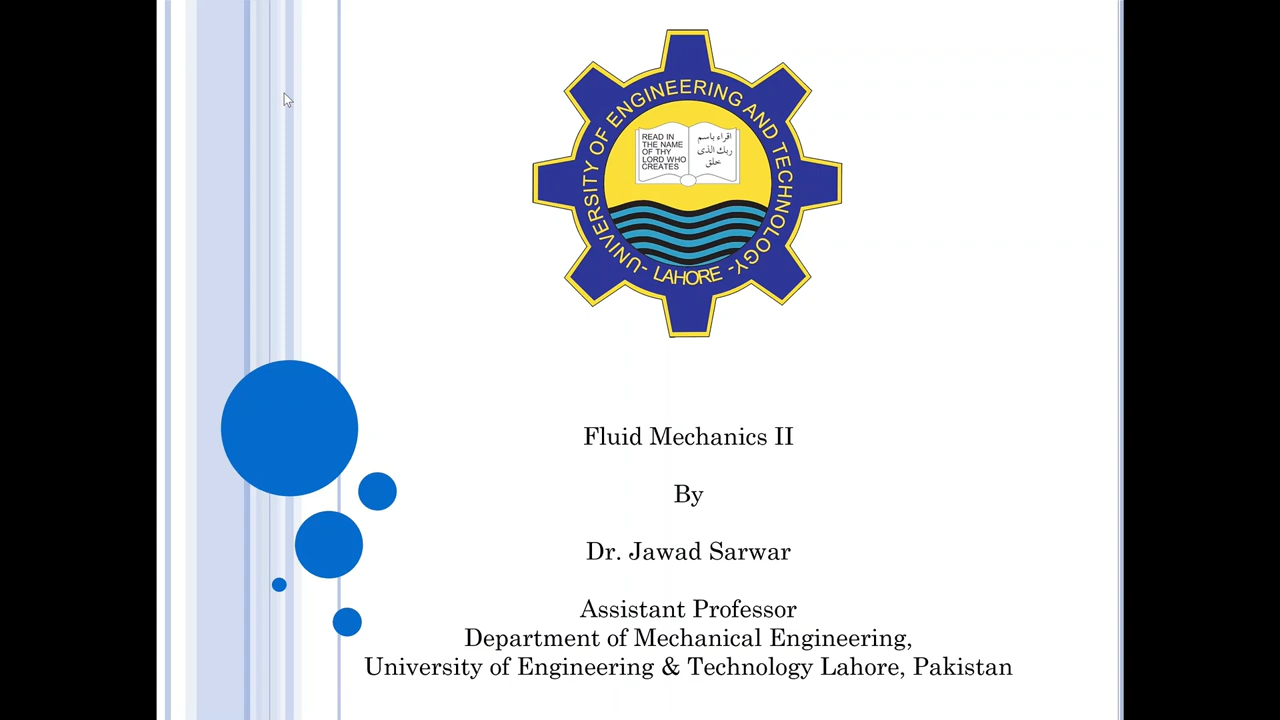 UNIVERSITY OF ENGINEERING AND TECHNOLOGY
- LAHORE -
READ IN
THE NAME
OF THY
LORD WHO
CREATES
اقراء باسم
ربك الذى
خلق
Fluid Mechanics II
By
Dr. Jawad Sarwar
Assistant Professor
Department of Mechanical Engineering,
University of Engineering & Technology Lahore, Pakistan